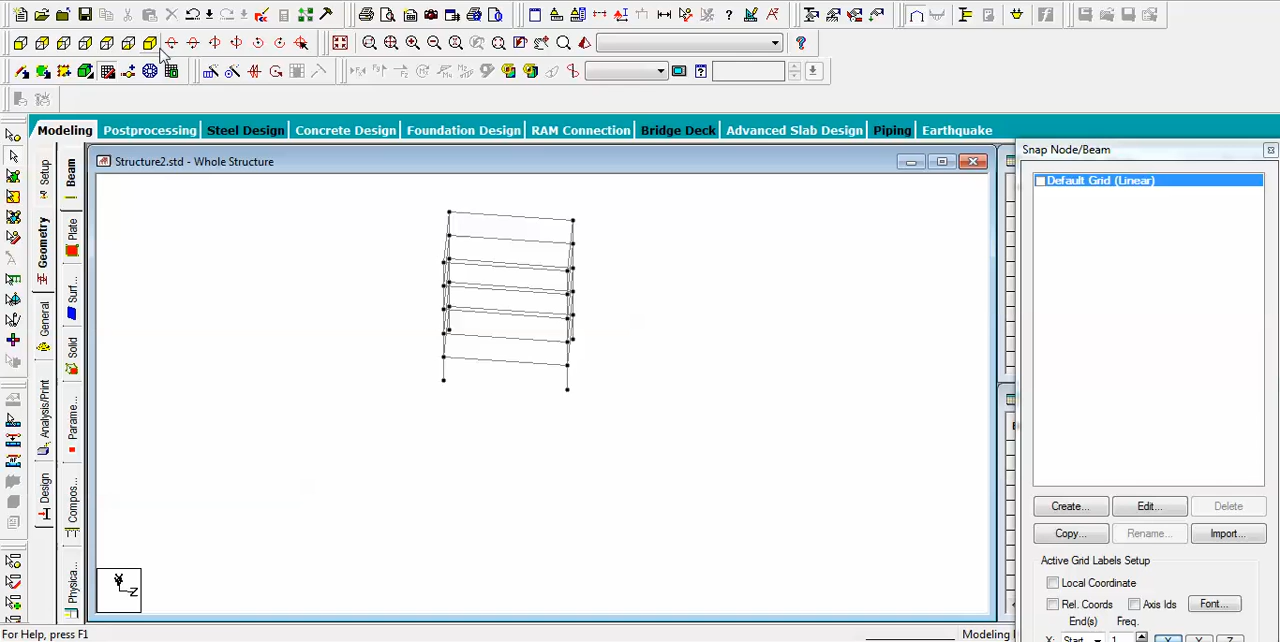 Modeling Postprocessing Steel Design Concrete Design Foundation Design RAM Connection Bridge Deck Advanced Slab Design Piping Earthquake
Structure2.std - Whole Structure
Snap Node/Beam
Default Grid (Linear)
Setup
Geometry
General
Analysis/Print
Design
Beam
Plate
Surf...
Solid
Parame...
Compos...
Physica...
Create... Edit... Delete
Copy... Rename... Import...
Active Grid Labels Setup
Local Coordinate
Rel. Coords Axis Ids Font...
End(s) Freq.
X: Start 1 X Y Z
Y
Z
For Help, press F1
Modeling